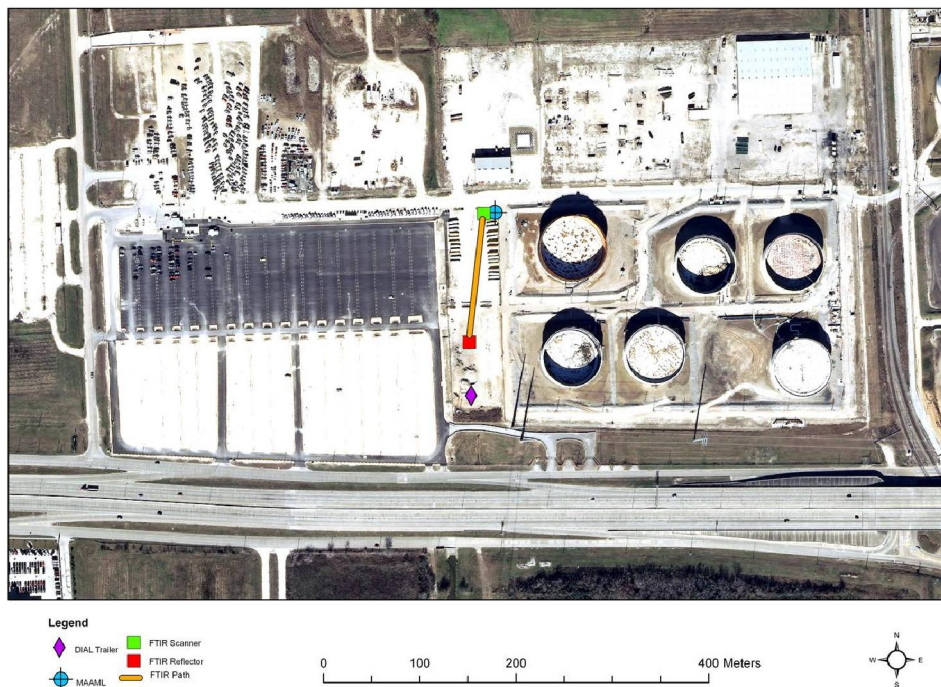 Legend
DIAL Trailer
FTIR Scanner
MAAML
FTIR Reflector
FTIR Path
0 100 200 400 Meters
N
W E
S